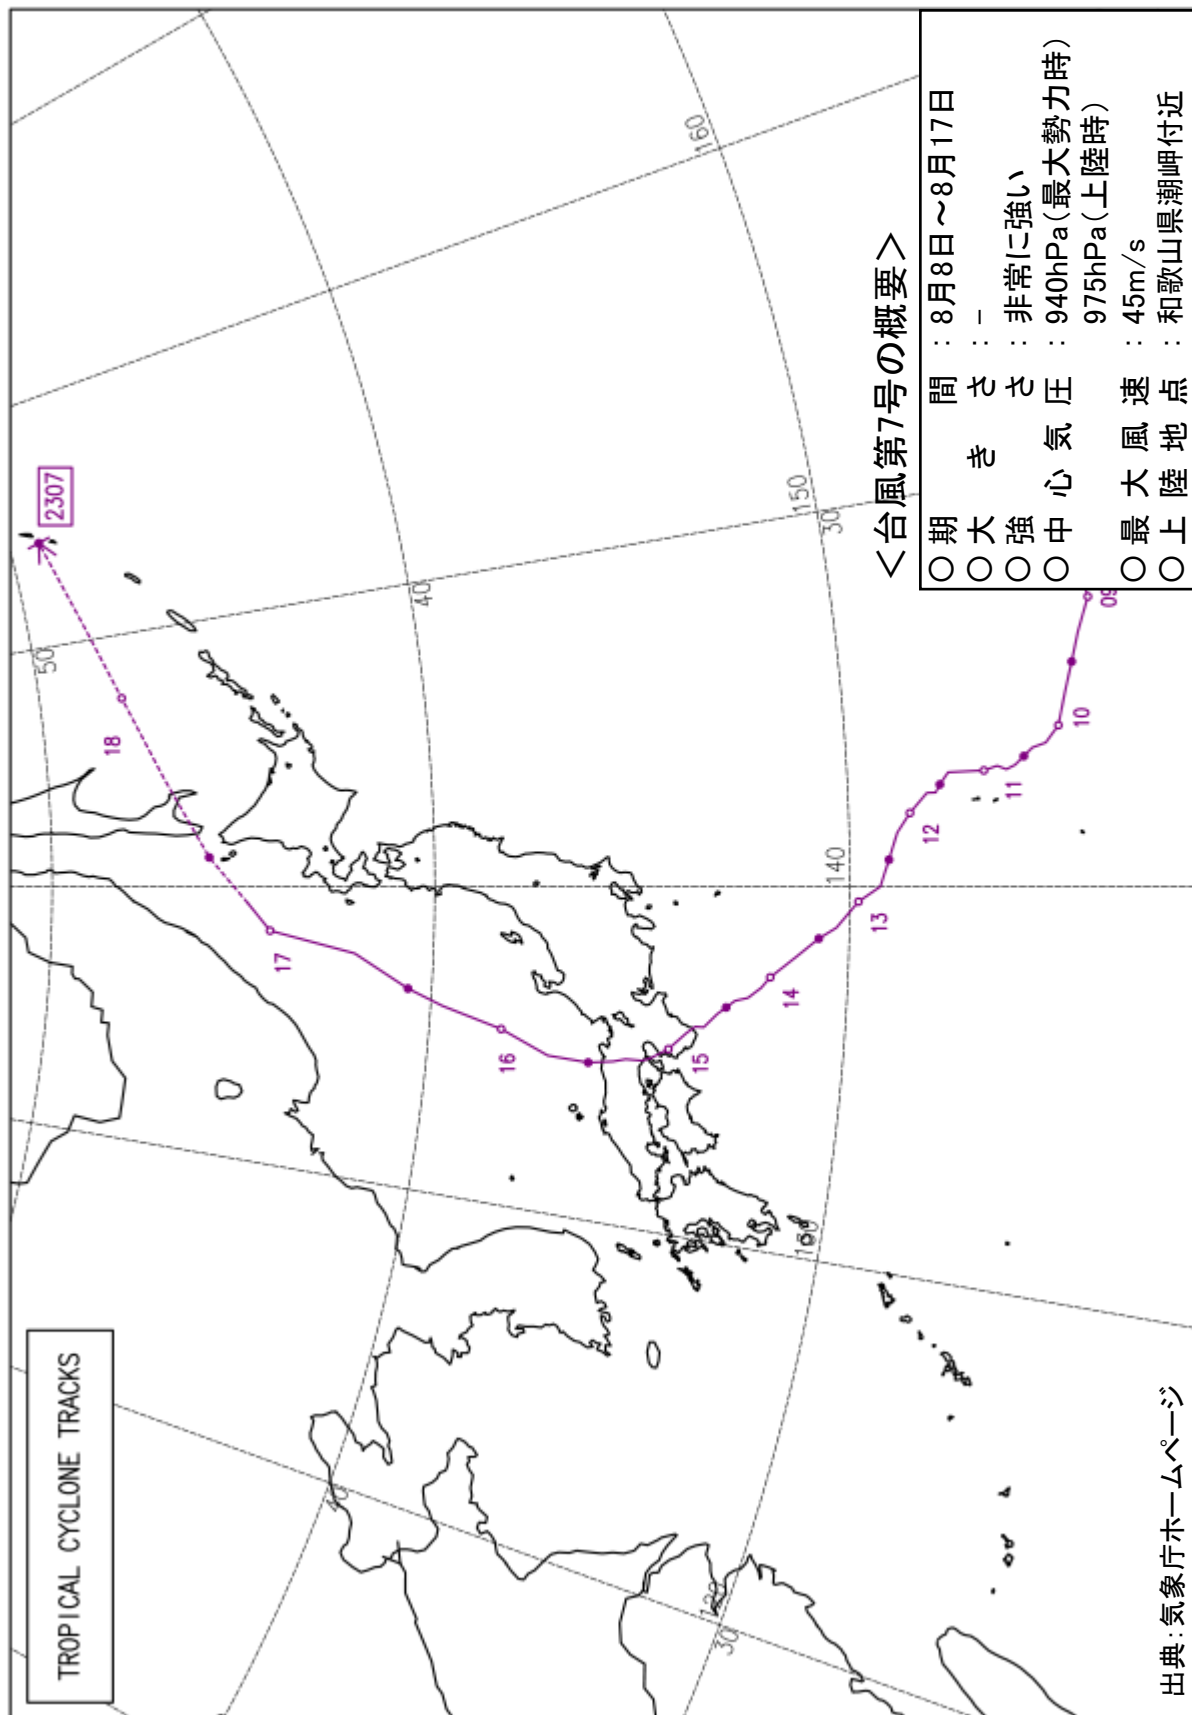 TROPICAL CYCLONE TRACKS
2307
18
17
16
15
14
13
12
11
10
09
50
40
40
30
30
120
130
140
150
160
<台風第7号の概要>
○期間:8月8日~8月17日
○大きさ:-
○強さ:非常に強い
○中心気圧:940hPa(最大勢力時)
975hPa(上陸時)
○最大風速:45m/s
○上陸地点:和歌山県潮岬付近
出典:気象庁ホームページ